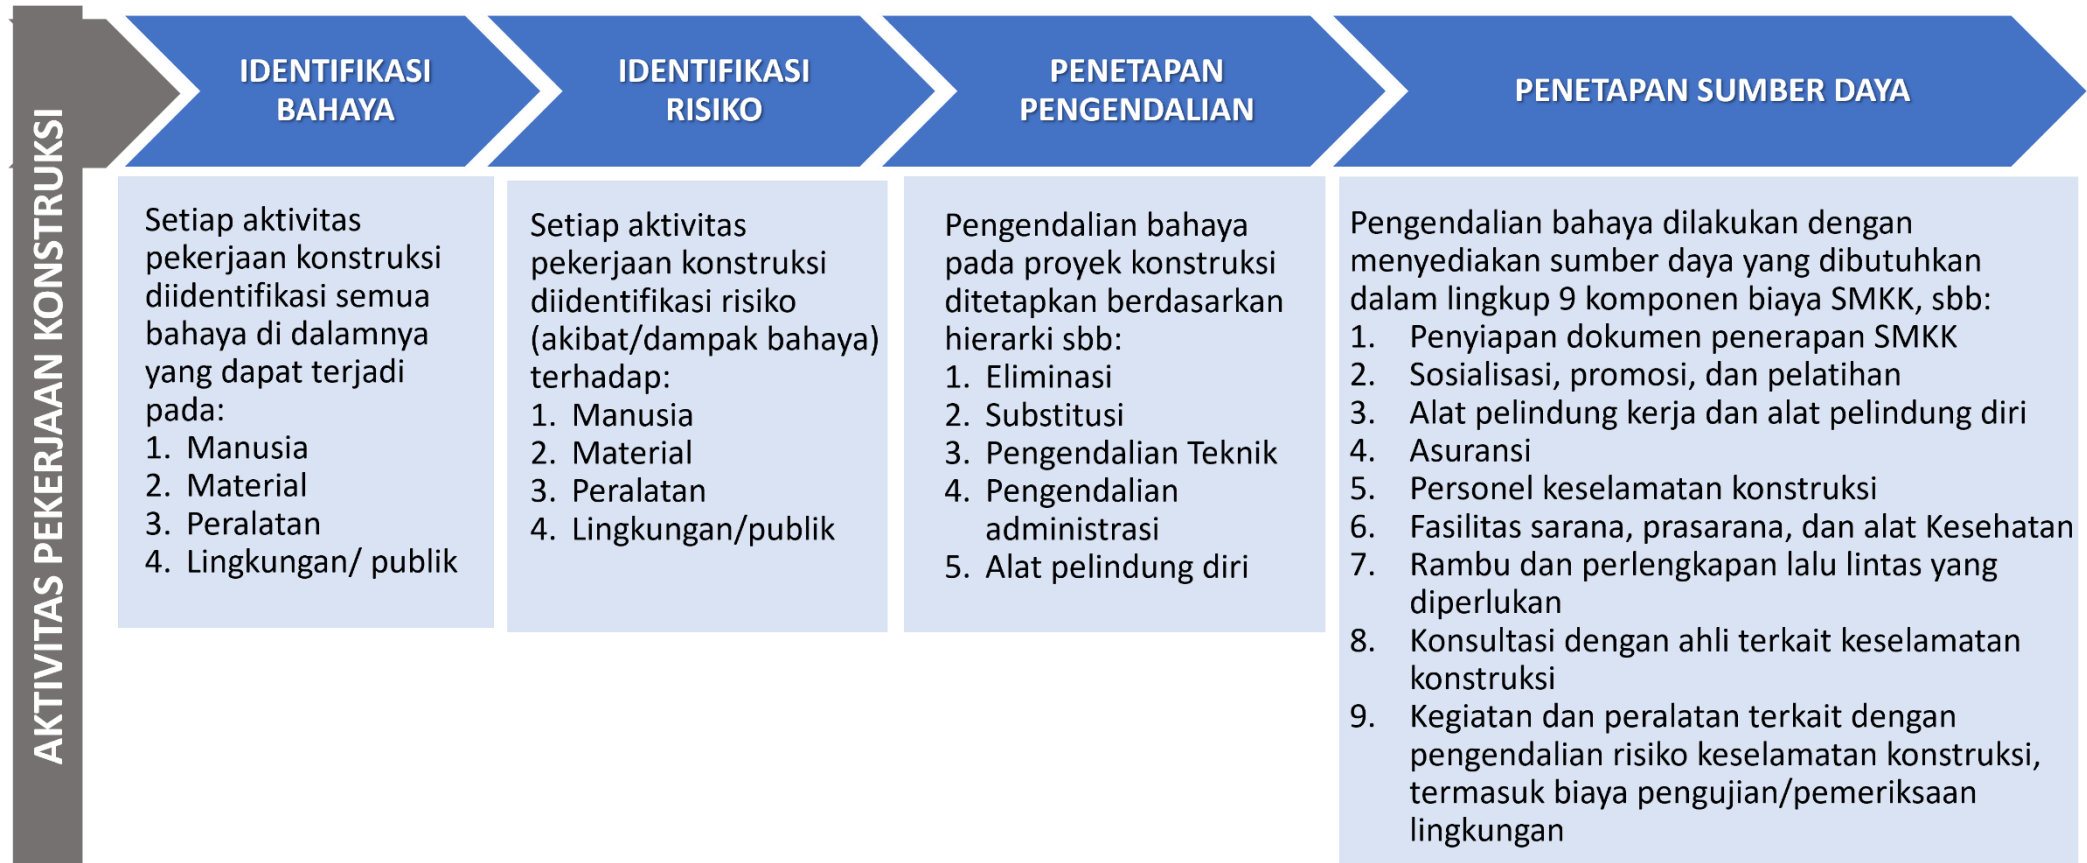 AKTIVITAS PEKERJAAN KONSTRUKSI
IDENTIFIKASI
BAHAYA
Setiap aktivitas
pekerjaan konstruksi
diidentifikasi semua
bahaya di dalamnya
yang dapat terjadi
pada:
1. Manusia
2. Material
3. Peralatan
4. Lingkungan/ publik
IDENTIFIKASI
RISIKO
Setiap aktivitas
pekerjaan konstruksi
diidentifikasi risiko
(akibat/dampak bahaya)
terhadap:
1. Manusia
2. Material
3. Peralatan
4. Lingkungan/publik
PENETAPAN
PENGENDALIAN
Pengendalian bahaya
pada proyek konstruksi
ditetapkan berdasarkan
hierarki sbb:
1. Eliminasi
2. Substitusi
3. Pengendalian Teknik
4. Pengendalian
administrasi
5. Alat pelindung diri
PENETAPAN SUMBER DAYA
Pengendalian bahaya dilakukan dengan
menyediakan sumber daya yang dibutuhkan
dalam lingkup 9 komponen biaya SMKK, sbb:
1. Penyiapan dokumen penerapan SMKK
2. Sosialisasi, promosi, dan pelatihan
3. Alat pelindung kerja dan alat pelindung diri
4. Asuransi
5. Personel keselamatan konstruksi
6. Fasilitas sarana, prasarana, dan alat Kesehatan
7. Rambu dan perlengkapan lalu lintas yang
diperlukan
8. Konsultasi dengan ahli terkait keselamatan
konstruksi
9. Kegiatan dan peralatan terkait dengan
pengendalian risiko keselamatan konstruksi,
termasuk biaya pengujian/pemeriksaan
lingkungan